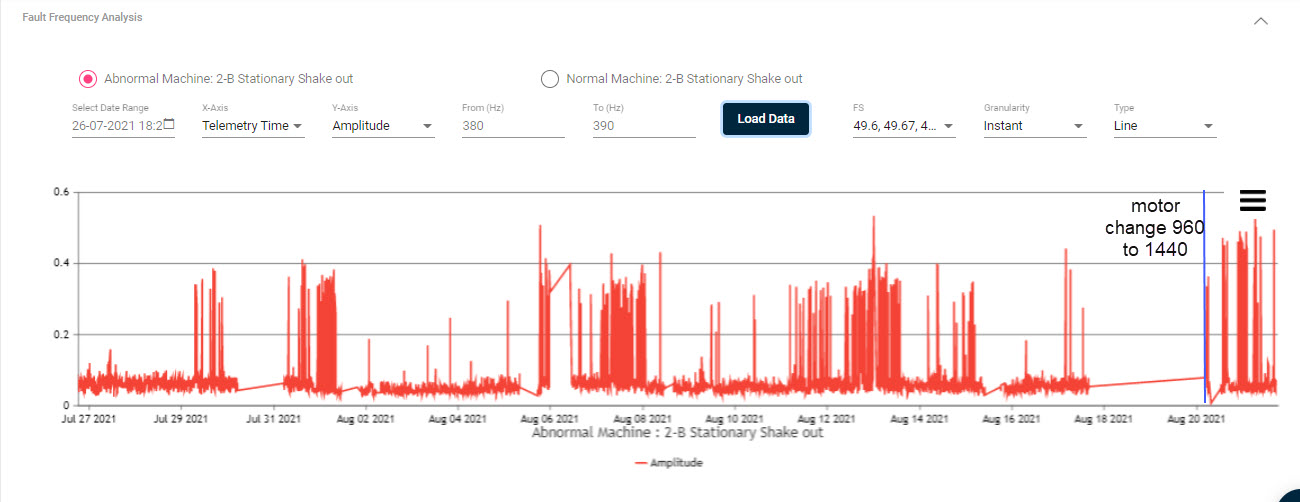 Fault Frequency Analysis
Abnormal Machine: 2-B Stationary Shake out
Normal Machine: 2-B Stationary Shake out
Select Date Range
X-Axis
Y-Axis
From (Hz)
To (Hz)
FS
Granularity
Type
26-07-2021 18:2
Telemetry Time
Amplitude
380
390
Load Data
49.6, 49.67, 4...
Instant
Line
0.6
0.4
0.2
0
motor
change 960
to 1440
Jul 27 2021
Jul 29 2021
Jul 31 2021
Aug 02 2021
Aug 04 2021
Aug 06 2021
Aug 08 2021
Aug 10 2021
Aug 12 2021
Aug 14 2021
Aug 16 2021
Aug 18 2021
Aug 20 2021
Abnormal Machine : 2-B Stationary Shake out
Amplitude